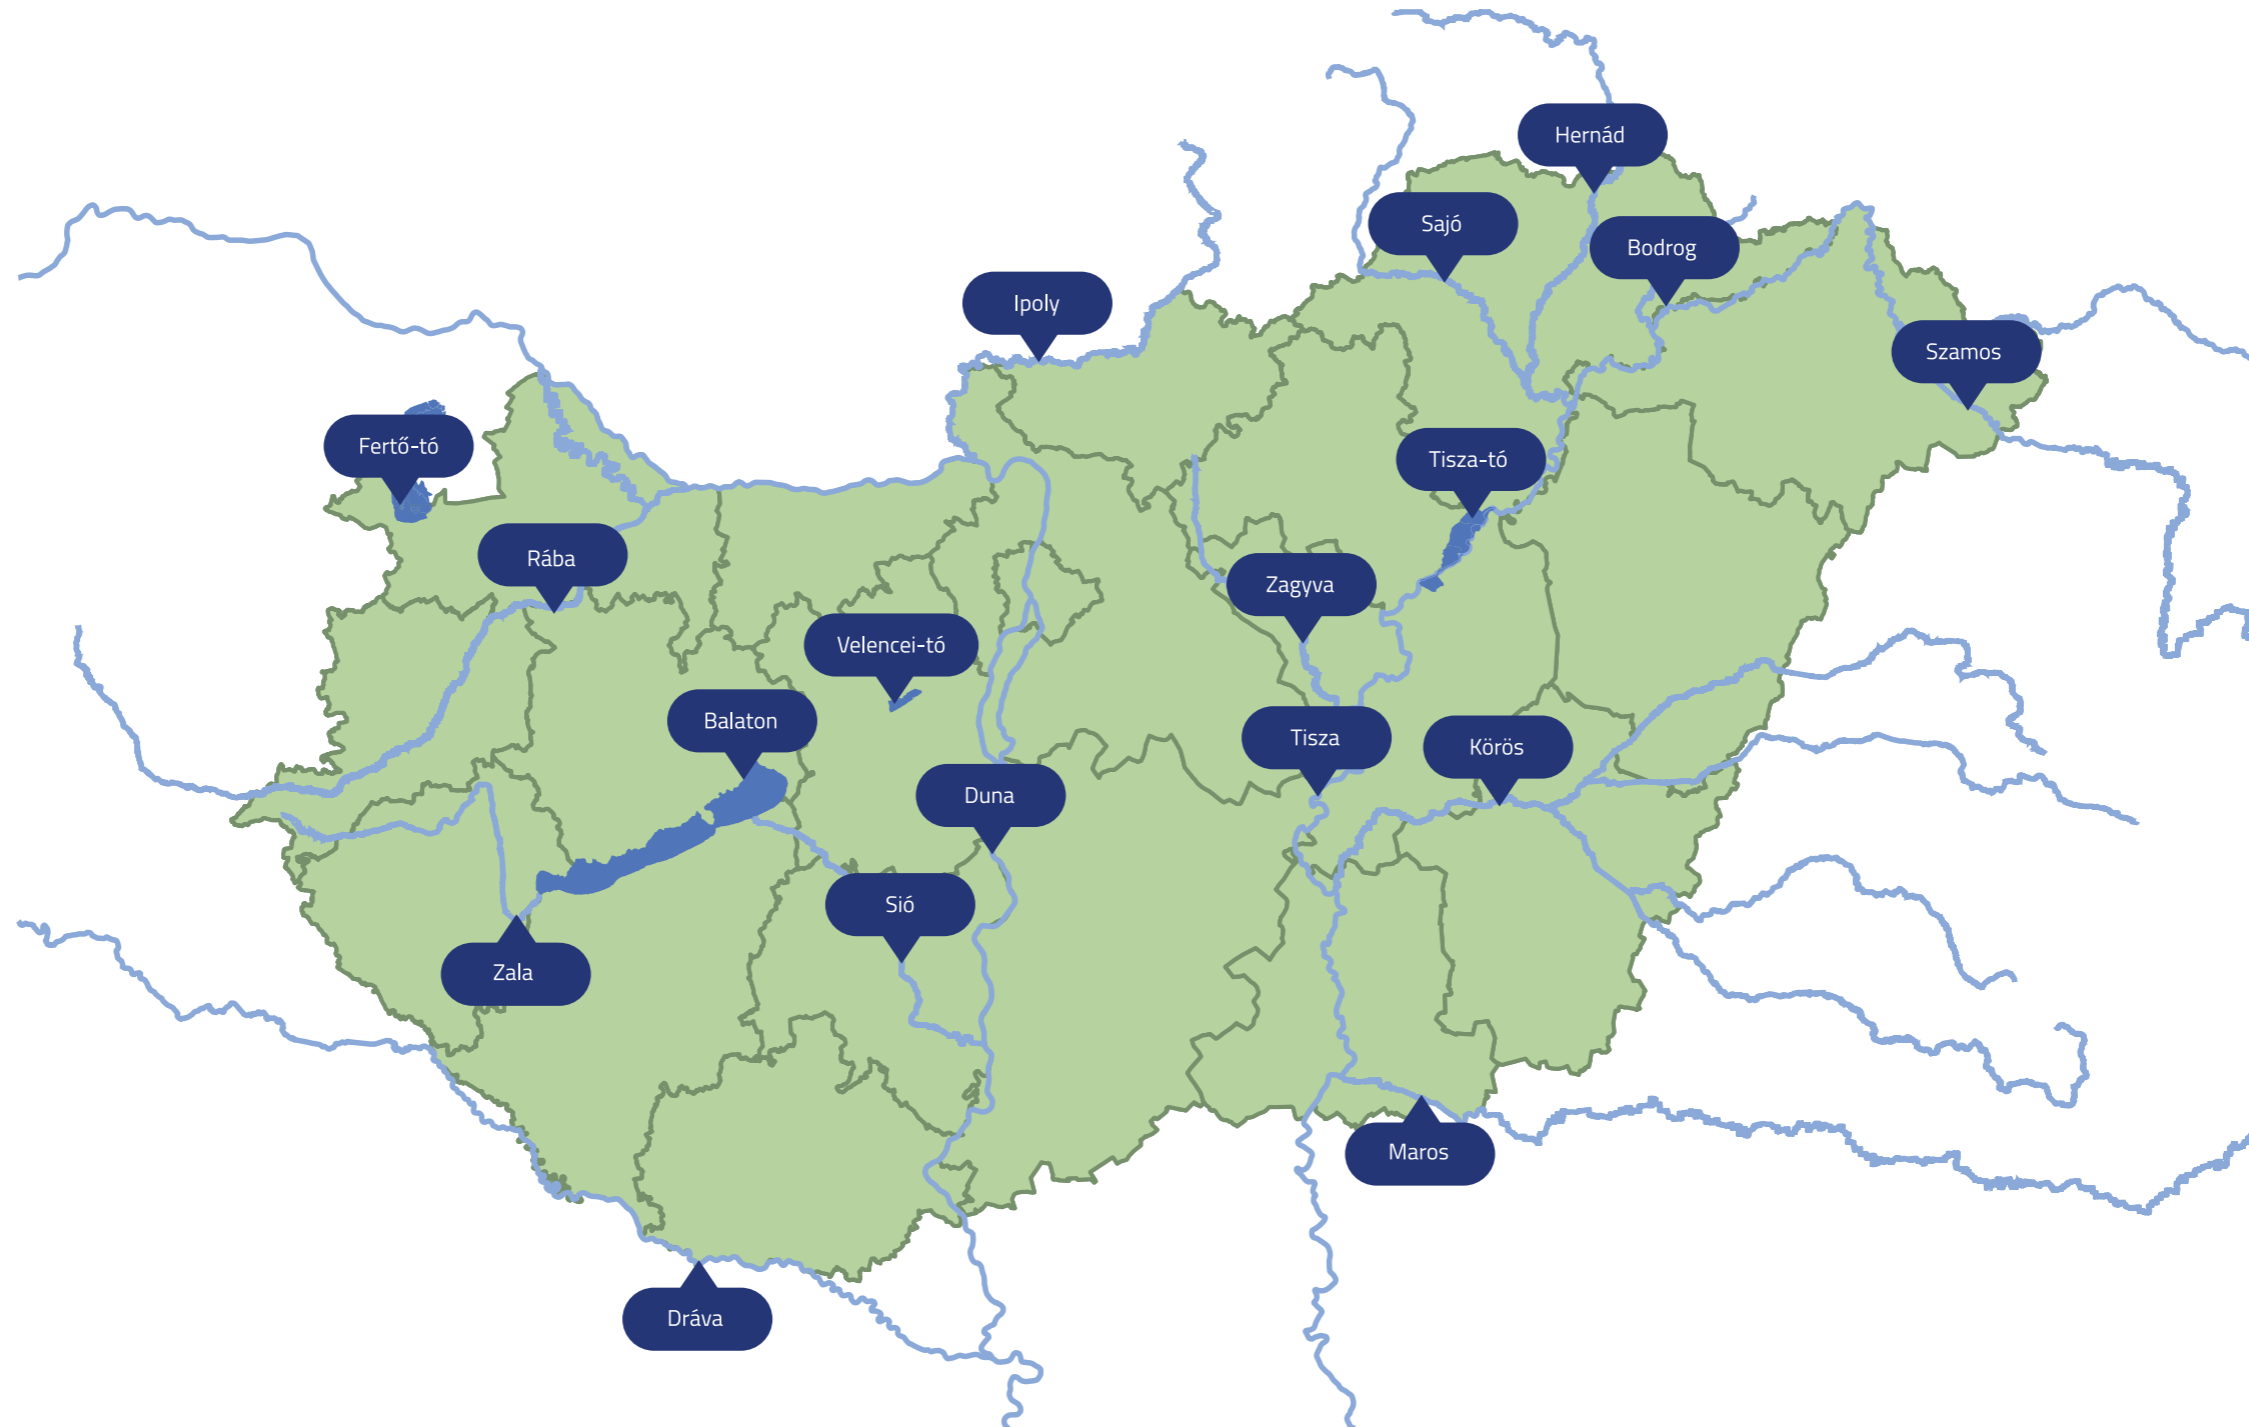 Hernád
Sajó
Bodrog
Ipoly
Szamos
Fertő-tó
Tisza-tó
Rába
Zagyva
Velencei-tó
Balaton
Tisza
Körös
Duna
Sió
Zala
Maros
Dráva